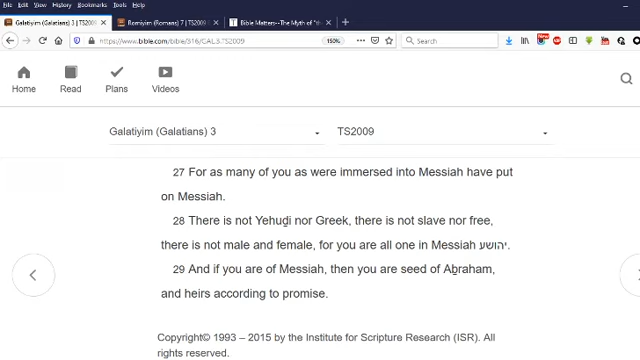 File Edit View History Bookmarks Tools Help
Galatiyim (Galatians) 3 | TS2009 Romiyim (Romans) 7 | TS2009 Bible Matters--The Myth of "th
https://www.bible.com/bible/316/GAL.3.TS2009 150% Search
Home Read Plans Videos
Galatiyim (Galatians) 3 TS2009
27 For as many of you as were immersed into Messiah have put
on Messiah.
28 There is not Yehuḏi nor Greek, there is not slave nor free,
there is not male and female, for you are all one in Messiah יהושע.
29 And if you are of Messiah, then you are seed of Aḇraham,
and heirs according to promise.
Copyright© 1993 – 2015 by the Institute for Scripture Research (ISR). All
rights reserved.